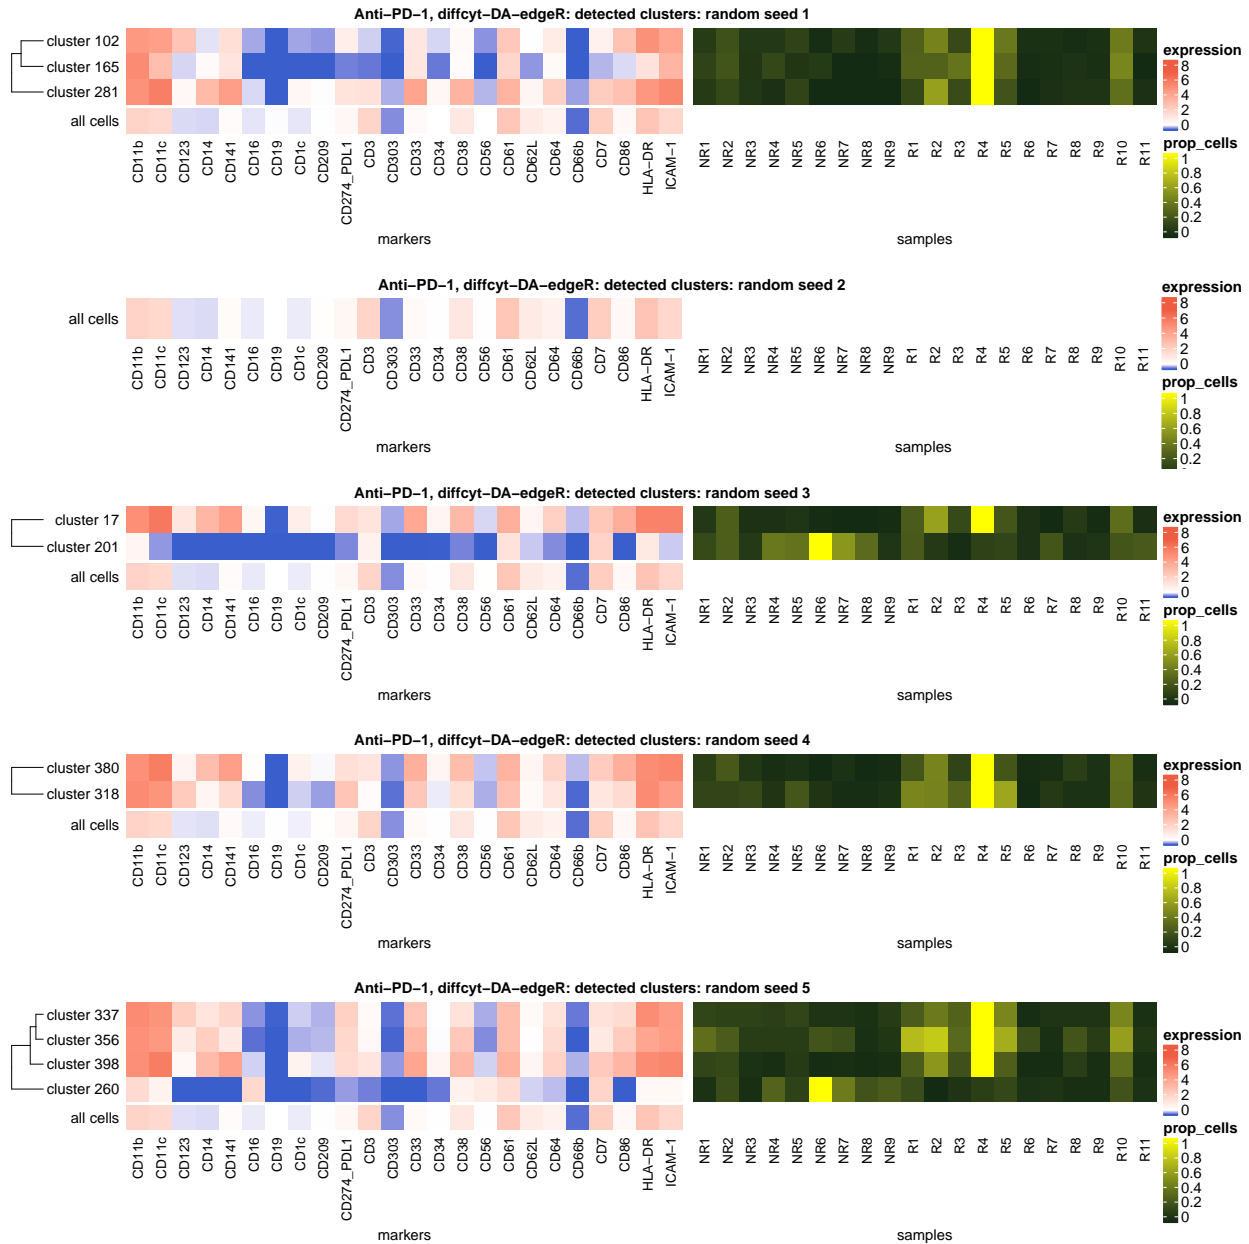 Anti−PD−1, diffcyt−DA−edgeR: detected clusters: random seed 1
cluster 102
cluster 165
cluster 281
all cells
CD11b CD11c CD123 CD14 CD141 CD16 CD19 CD1c CD209 CD274_PDL1 CD3 CD303 CD33 CD34 CD38 CD56 CD61 CD62L CD64 CD66b CD7 CD86 HLA−DR ICAM−1
markers
NR1 NR2 NR3 NR4 NR5 NR6 NR7 NR8 NR9 R1 R2 R3 R4 R5 R6 R7 R8 R9 R10 R11
samples
expression
8
6
4
2
0
prop_cells
1
0.8
0.6
0.4
0.2
0
Anti−PD−1, diffcyt−DA−edgeR: detected clusters: random seed 2
all cells
CD11b CD11c CD123 CD14 CD141 CD16 CD19 CD1c CD209 CD274_PDL1 CD3 CD303 CD33 CD34 CD38 CD56 CD61 CD62L CD64 CD66b CD7 CD86 HLA−DR ICAM−1
markers
NR1 NR2 NR3 NR4 NR5 NR6 NR7 NR8 NR9 R1 R2 R3 R4 R5 R6 R7 R8 R9 R10 R11
samples
expression
8
6
4
2
0
prop_cells
1
0.8
0.6
0.4
0.2
Anti−PD−1, diffcyt−DA−edgeR: detected clusters: random seed 3
cluster 17
cluster 201
all cells
CD11b CD11c CD123 CD14 CD141 CD16 CD19 CD1c CD209 CD274_PDL1 CD3 CD303 CD33 CD34 CD38 CD56 CD61 CD62L CD64 CD66b CD7 CD86 HLA−DR ICAM−1
markers
NR1 NR2 NR3 NR4 NR5 NR6 NR7 NR8 NR9 R1 R2 R3 R4 R5 R6 R7 R8 R9 R10 R11
samples
expression
8
6
4
2
0
prop_cells
1
0.8
0.6
0.4
0.2
0
Anti−PD−1, diffcyt−DA−edgeR: detected clusters: random seed 4
cluster 380
cluster 318
all cells
CD11b CD11c CD123 CD14 CD141 CD16 CD19 CD1c CD209 CD274_PDL1 CD3 CD303 CD33 CD34 CD38 CD56 CD61 CD62L CD64 CD66b CD7 CD86 HLA−DR ICAM−1
markers
NR1 NR2 NR3 NR4 NR5 NR6 NR7 NR8 NR9 R1 R2 R3 R4 R5 R6 R7 R8 R9 R10 R11
samples
expression
8
6
4
2
0
prop_cells
1
0.8
0.6
0.4
0.2
0
Anti−PD−1, diffcyt−DA−edgeR: detected clusters: random seed 5
cluster 337
cluster 356
cluster 398
cluster 260
all cells
CD11b CD11c CD123 CD14 CD141 CD16 CD19 CD1c CD209 CD274_PDL1 CD3 CD303 CD33 CD34 CD38 CD56 CD61 CD62L CD64 CD66b CD7 CD86 HLA−DR ICAM−1
markers
NR1 NR2 NR3 NR4 NR5 NR6 NR7 NR8 NR9 R1 R2 R3 R4 R5 R6 R7 R8 R9 R10 R11
samples
expression
8
6
4
2
0
prop_cells
1
0.8
0.6
0.4
0.2
0